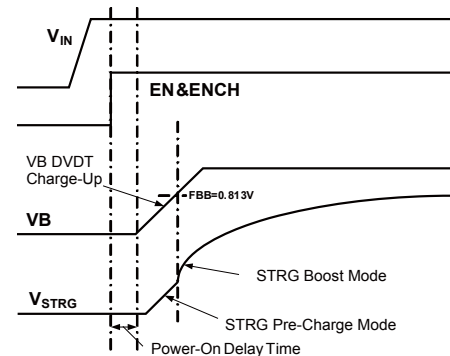 VIN
EN&ENCH
VB DVDT
Charge-Up
FBB=0.813V
VB
STRG Boost Mode
VSTRG
STRG Pre-Charge Mode
Power-On Delay Time